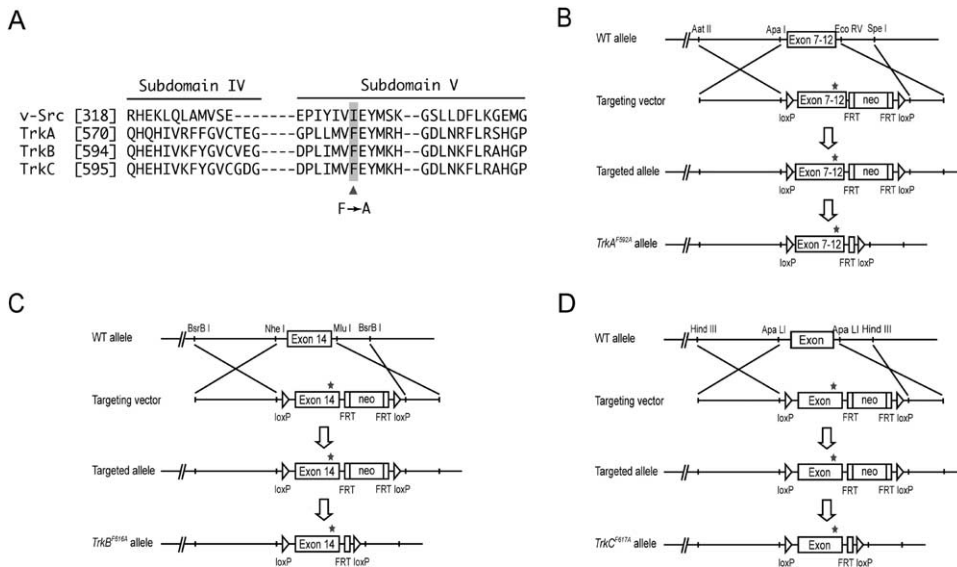 A
Subdomain IV Subdomain V
v-Src [318] RHEKLQLAMVSE-------EPIYIVIEYMSK--GSLLDFLKGEMG
TrkA [570] QHQHIVRFFGVCTEG----GPLLMVFEYMRH--GDLNRFLRSHGP
TrkB [594] QHEHIVKFYGVCVEG----DPLIMVFEYMKH--GDLNKFLRAHGP
TrkC [595] QHEHIVKFYGVCGDG----DPLIMVFEYMKH--GDLNKFLRAHGP
F→A
B
Aat II Apa I Eco RV Spe I
WT allele Exon 7-12
Targeting vector Exon 7-12 neo
loxP FRT FRT loxP
Targeted allele Exon 7-12 neo
loxP FRT FRT loxP
TrkA^F592A allele Exon 7-12
loxP FRT loxP
C
BsrB I Nhe I Mlu I BsrB I
WT allele Exon 14
Targeting vector Exon 14 neo
loxP FRT FRT loxP
Targeted allele Exon 14 neo
loxP FRT FRT loxP
TrkB^F616A allele Exon 14
loxP FRT loxP
D
Hind III Apa LI Apa LI Hind III
WT allele Exon
Targeting vector Exon neo
loxP FRT FRT loxP
Targeted allele Exon neo
loxP FRT FRT loxP
TrkC^F617A allele Exon
loxP FRT loxP